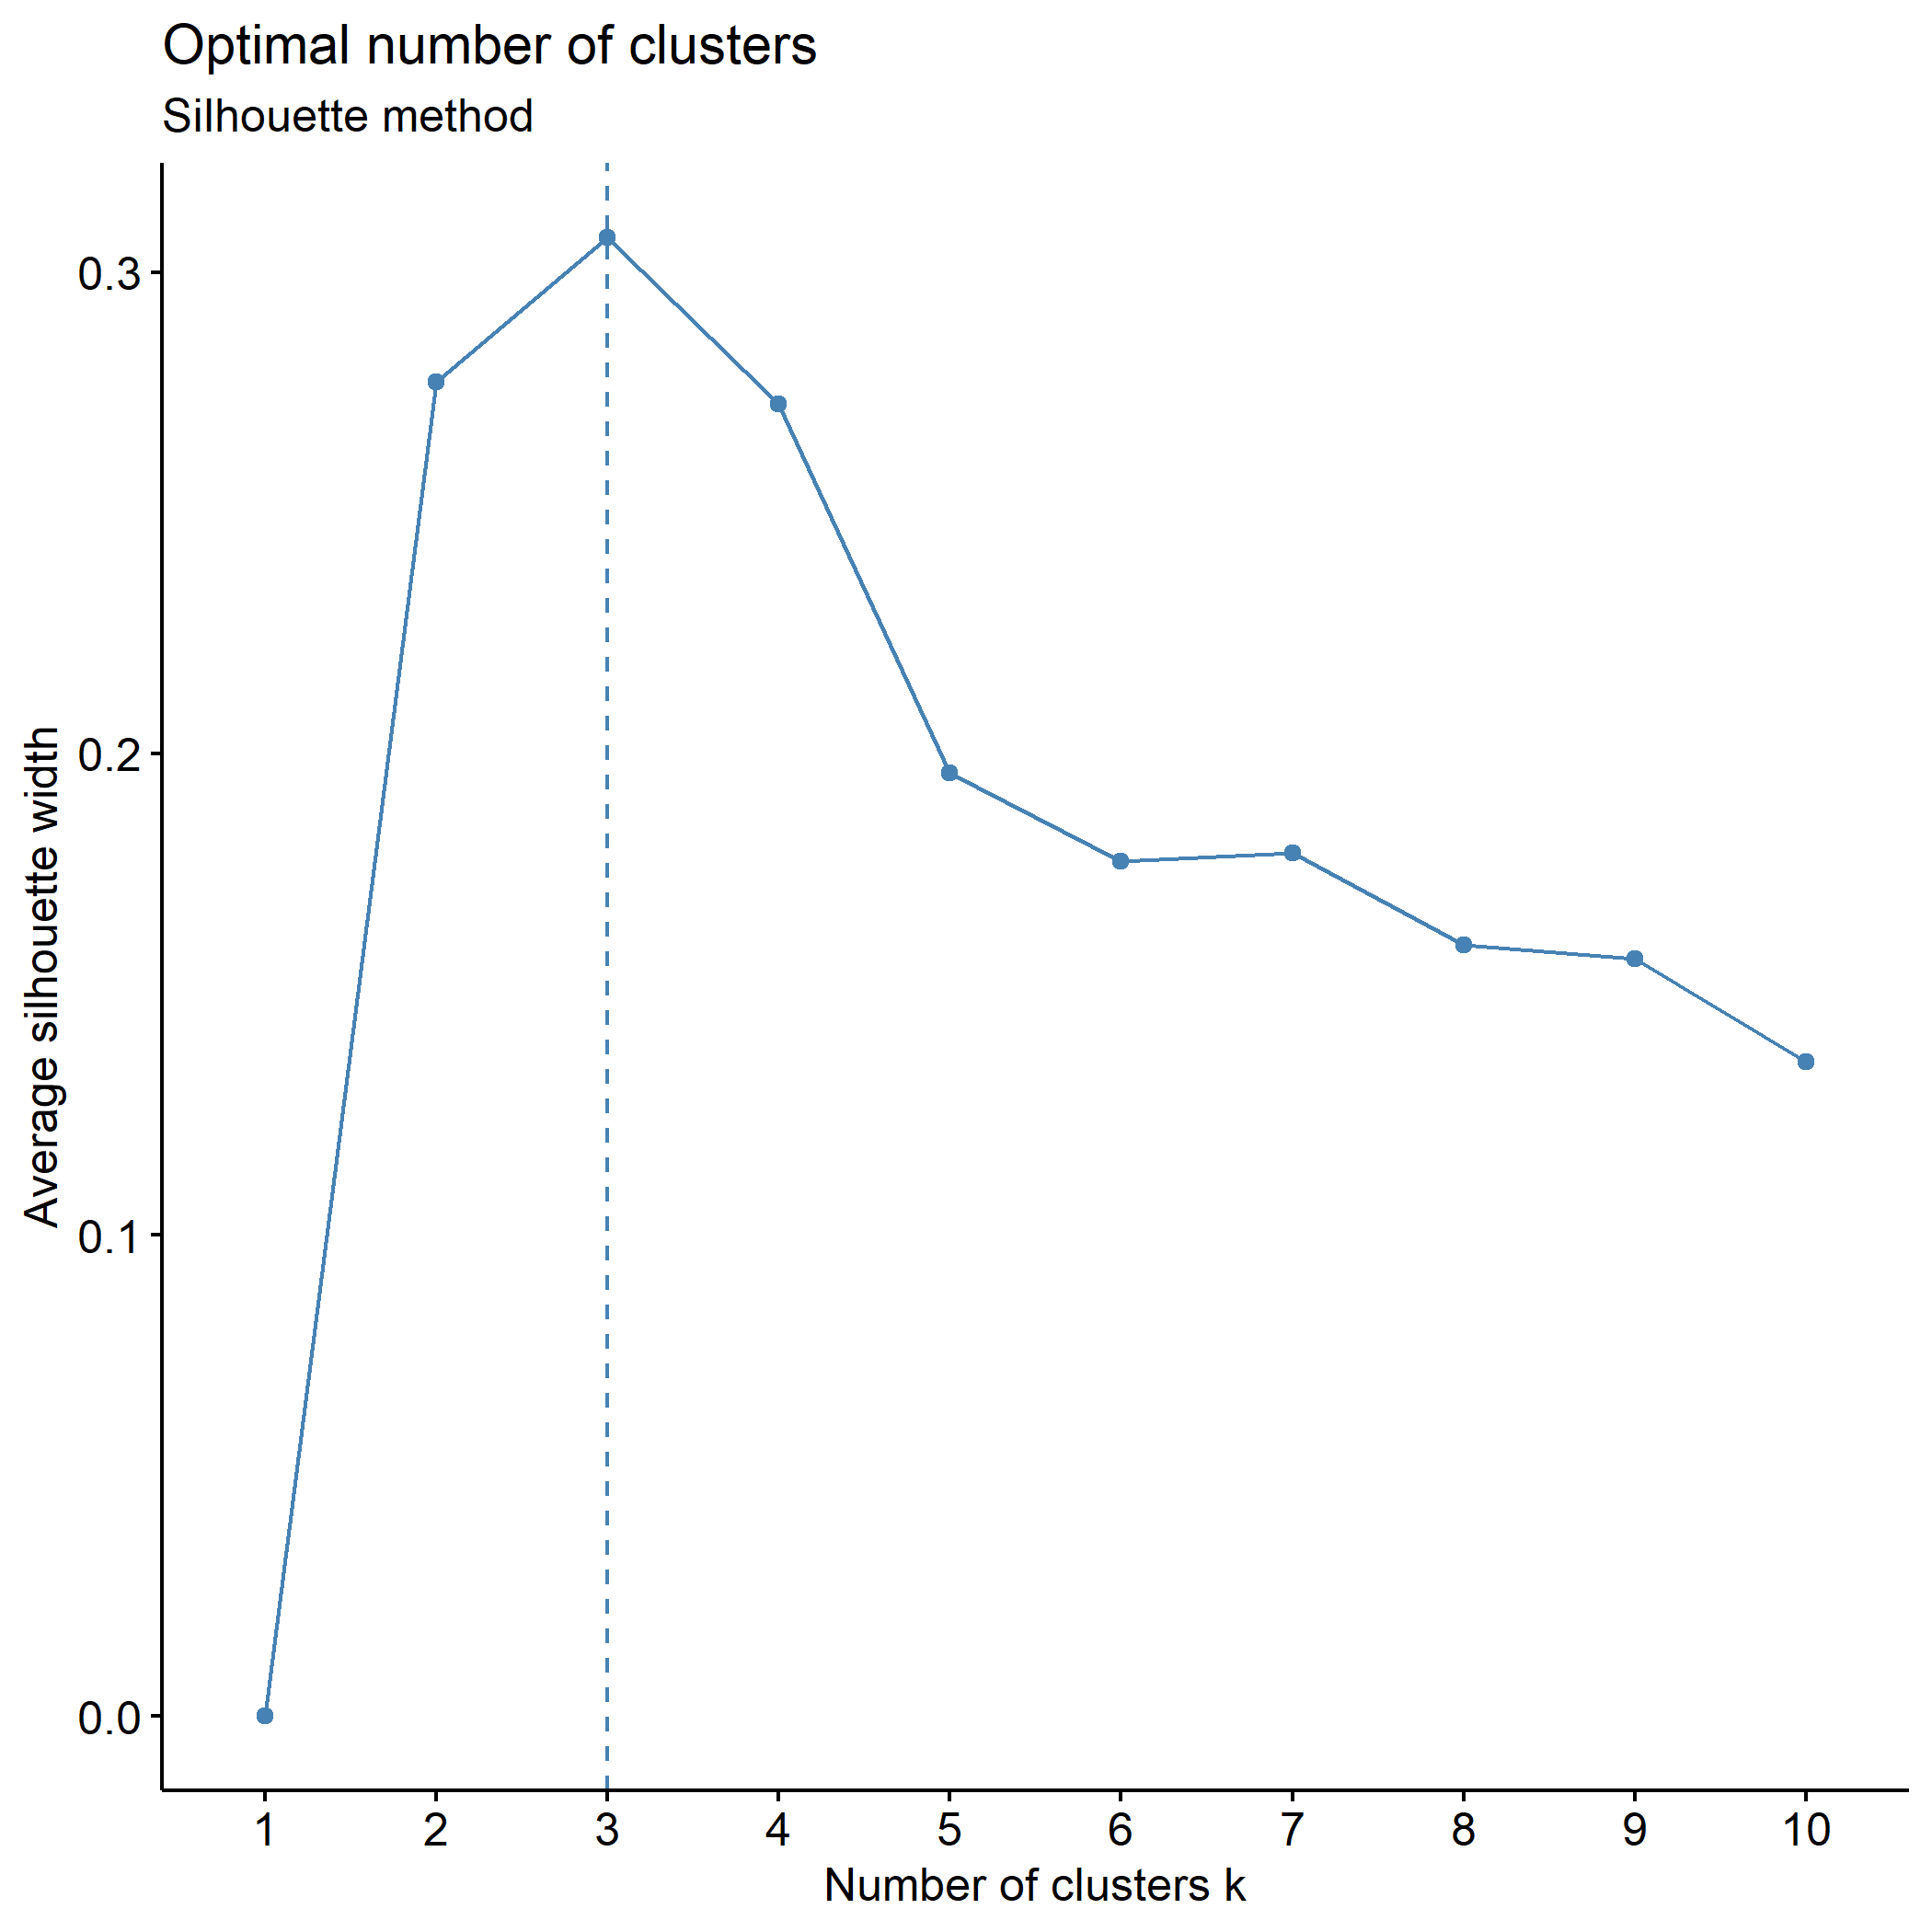 Optimal number of clusters
Silhouette method
Average silhouette width
0.3
0.2
0.1
0.0
1 2 3 4 5 6 7 8 9 10
Number of clusters k